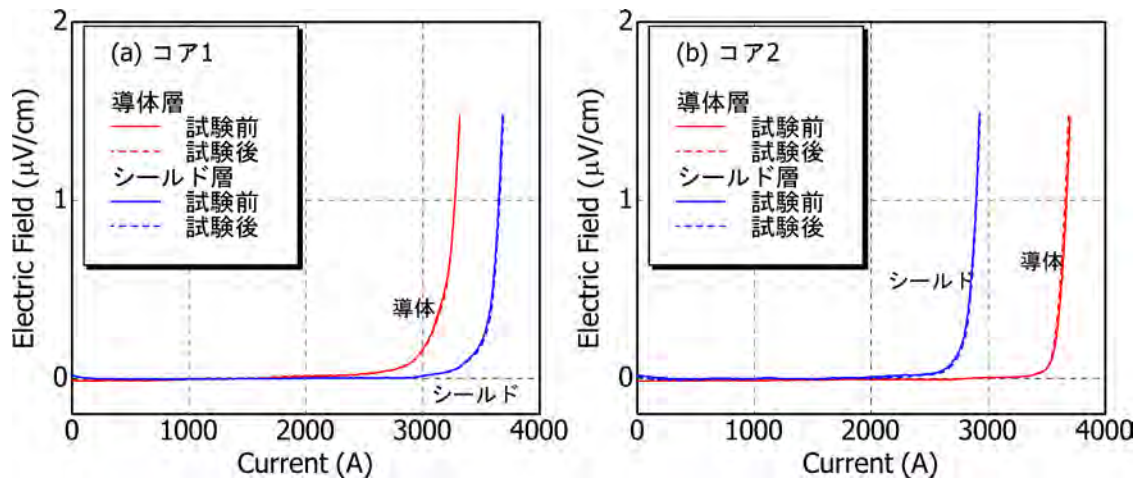 2
1
0
Electric Field (μV/cm)
(a) コア1
導体層
試験前
試験後
シールド層
試験前
試験後
導体
シールド
0
1000
2000
3000
4000
Current (A)
2
1
0
Electric Field (μV/cm)
(b) コア2
導体層
試験前
試験後
シールド層
試験前
試験後
シールド
導体
0
1000
2000
3000
4000
Current (A)